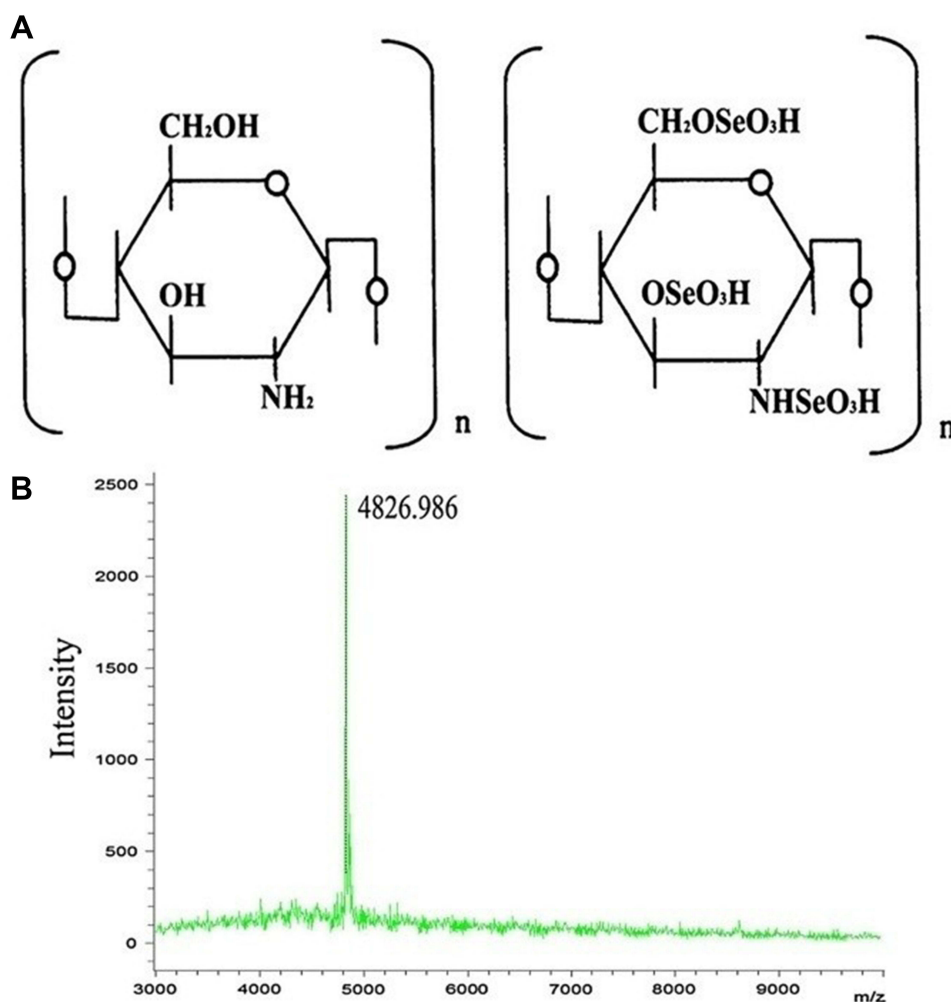 A
CH₂OH
CH₂OSeO₃H
O
O
O
OH
O
O
OSeO₃H
O
NH₂
NHSeO₃H
n
n
B
2500
4826.986
2000
1500
1000
500
0
Intensity
3000
4000
5000
6000
7000
8000
9000
m/z